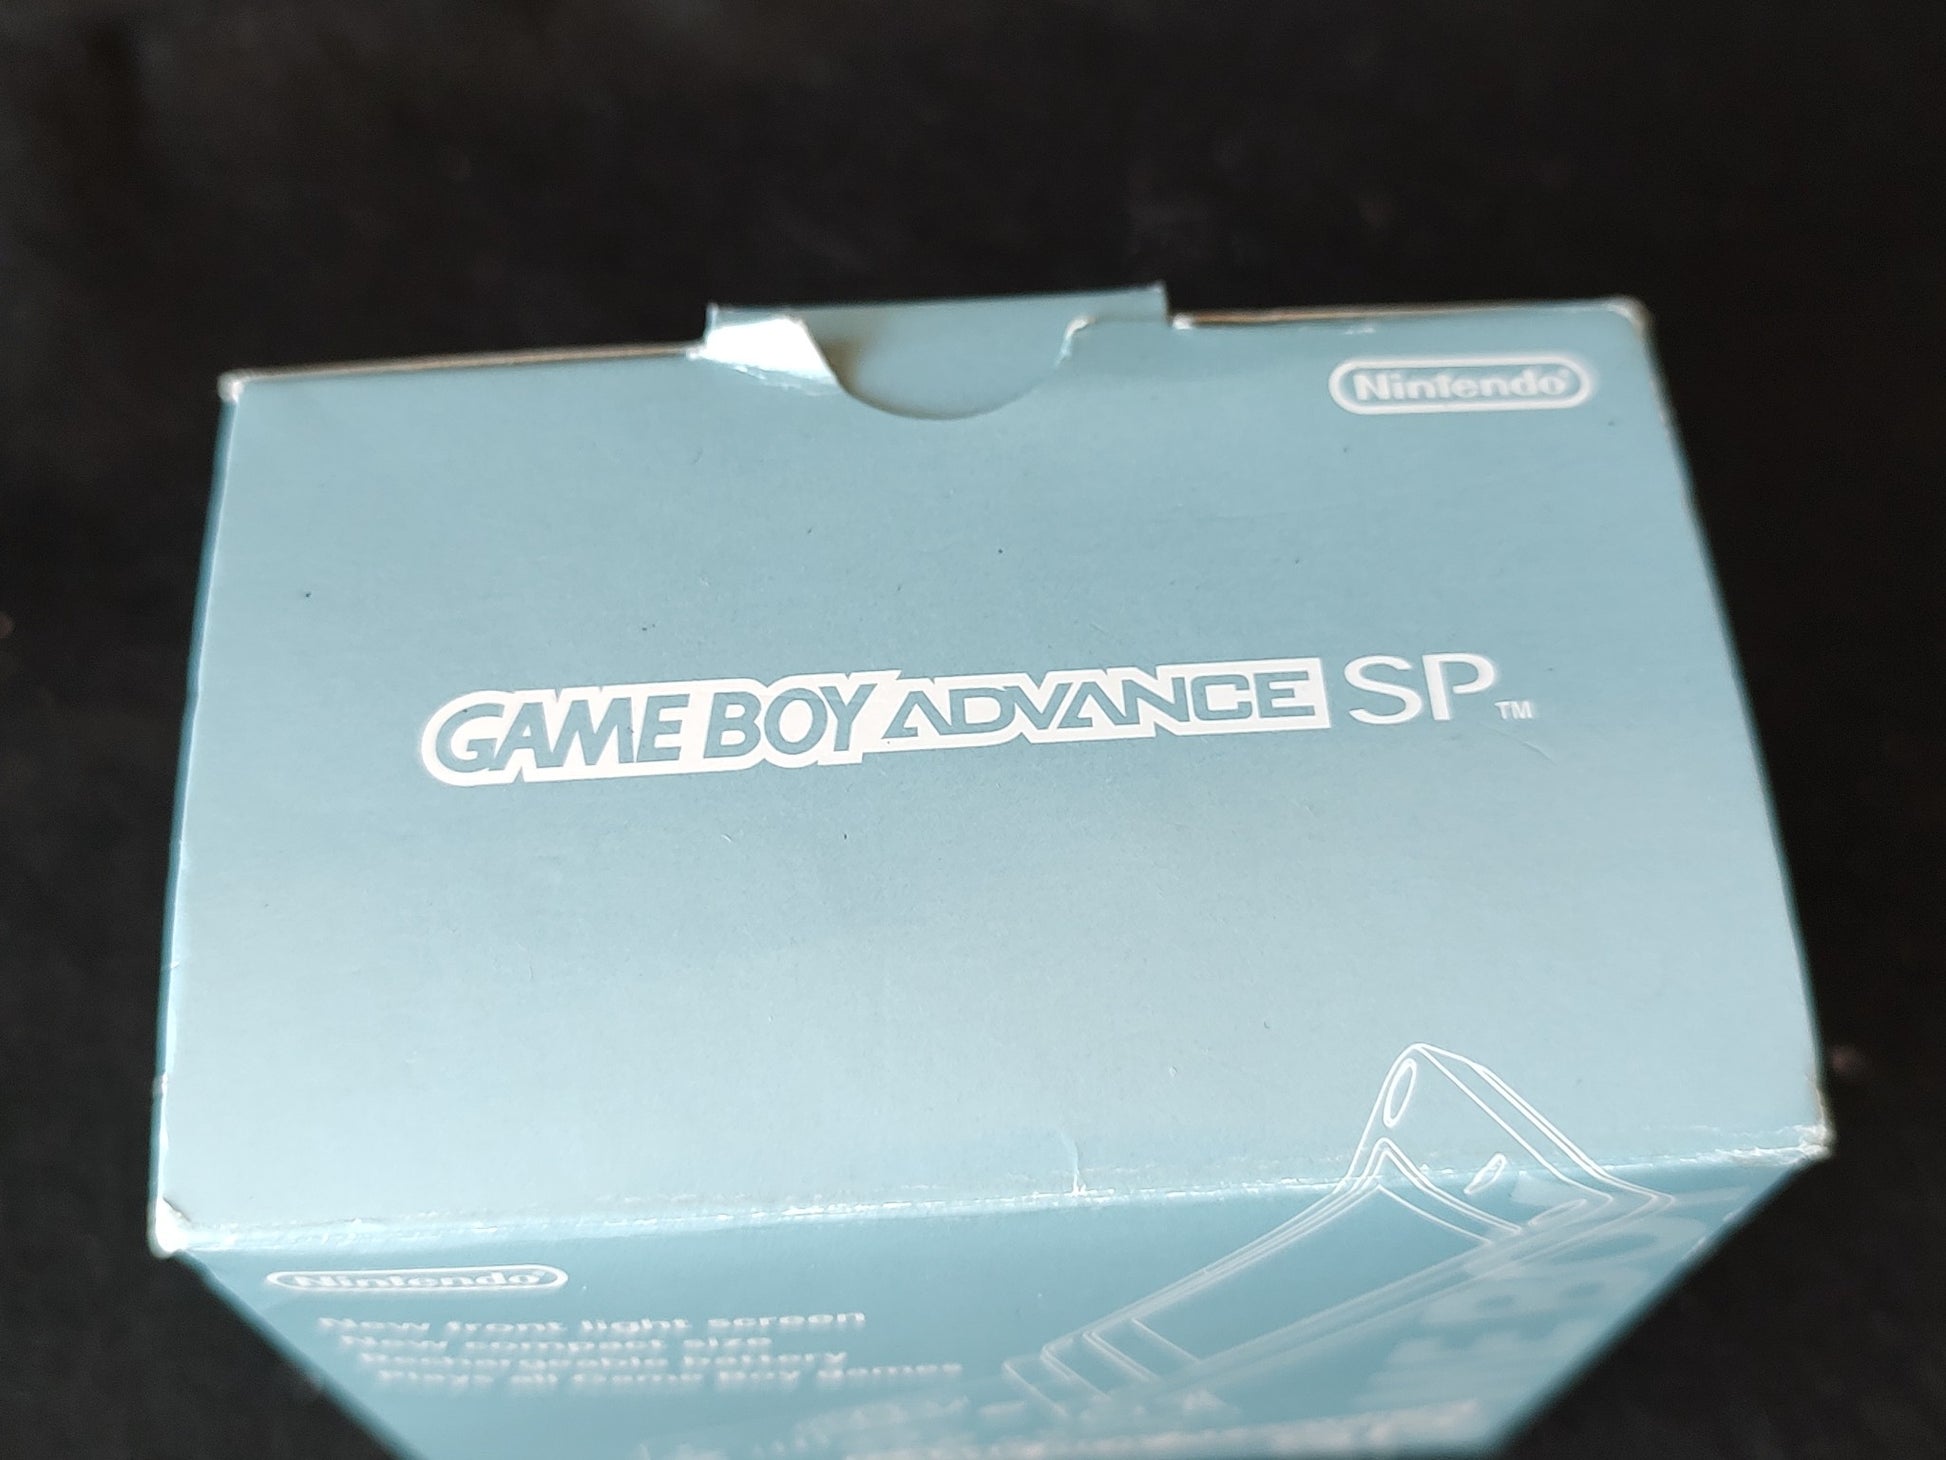 Nintendo®
GAME BOY ADVANCE SP™
Nintendo®
New front light screen
New compact size
Rechargeable battery
Plays all Game Boy games